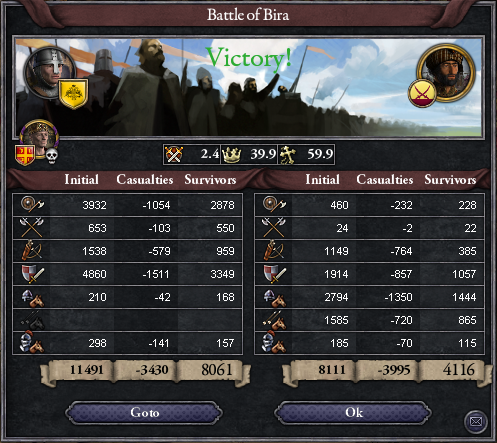 Battle of Bira
Victory!
2.4 39.9 59.9
Initial Casualties Survivors Initial Casualties Survivors
3932 -1054 2878 460 -232 228
653 -103 550 24 -2 22
1538 -579 959 1149 -764 385
4860 -1511 3349 1914 -857 1057
210 -42 168 2794 -1350 1444
1585 -720 865
298 -141 157 185 -70 115
11491 -3430 8061 8111 -3995 4116
Goto Ok